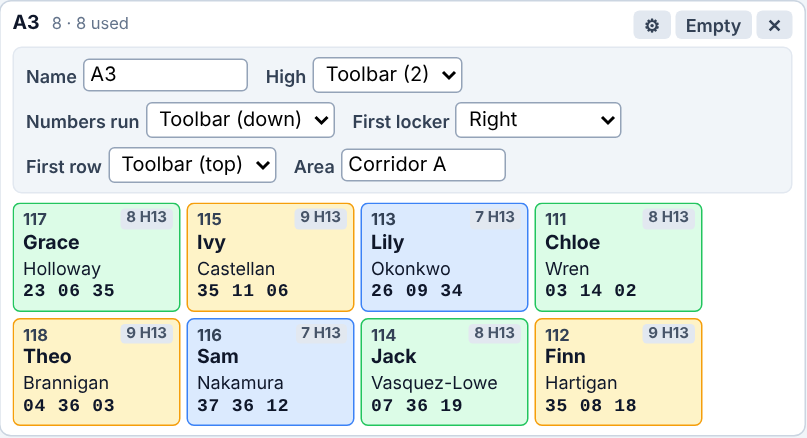 A3 8 · 8 used ⚙ Empty ✕
Name A3 High Toolbar (2)
Numbers run Toolbar (down) First locker Right
First row Toolbar (top) Area Corridor A
117 8 H13
Grace
Holloway
23 06 35
115 9 H13
Ivy
Castellan
35 11 06
113 7 H13
Lily
Okonkwo
26 09 34
111 8 H13
Chloe
Wren
03 14 02
118 9 H13
Theo
Brannigan
04 36 03
116 7 H13
Sam
Nakamura
37 36 12
114 8 H13
Jack
Vasquez-Lowe
07 36 19
112 9 H13
Finn
Hartigan
35 08 18